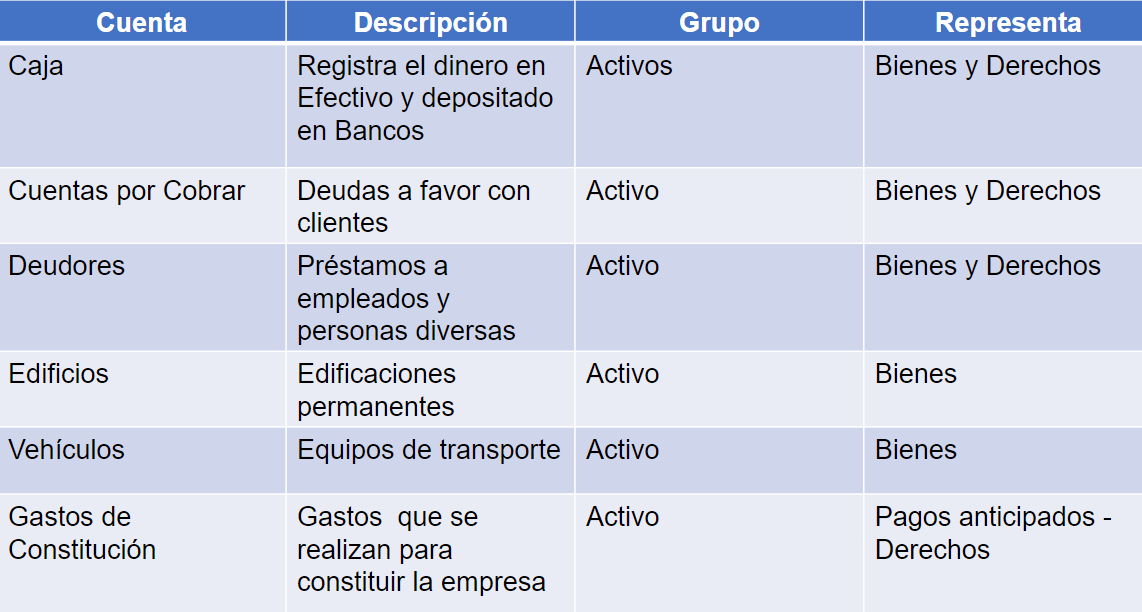 Cuenta
Descripción
Grupo
Representa
Caja
Registra el dinero en
Efectivo y depositado
en Bancos
Activos
Bienes y Derechos
Cuentas por Cobrar
Deudas a favor con
clientes
Activo
Bienes y Derechos
Deudores
Préstamos a
empleados y
personas diversas
Activo
Bienes y Derechos
Edificios
Edificaciones
permanentes
Activo
Bienes
Vehículos
Equipos de transporte
Activo
Bienes
Gastos de
Constitución
Gastos  que se
realizan para
constituir la empresa
Activo
Pagos anticipados -
Derechos